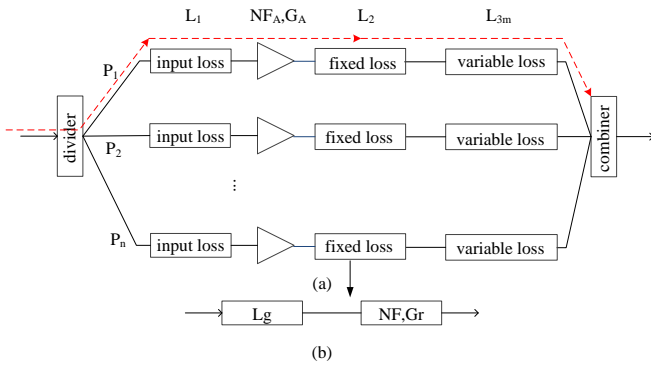 L1 NFA,GA L2 L3m
P1 input loss fixed loss variable loss
divider
P2 input loss fixed loss variable loss
combiner
...
Pn input loss fixed loss variable loss
(a)
Lg NF,Gr
(b)